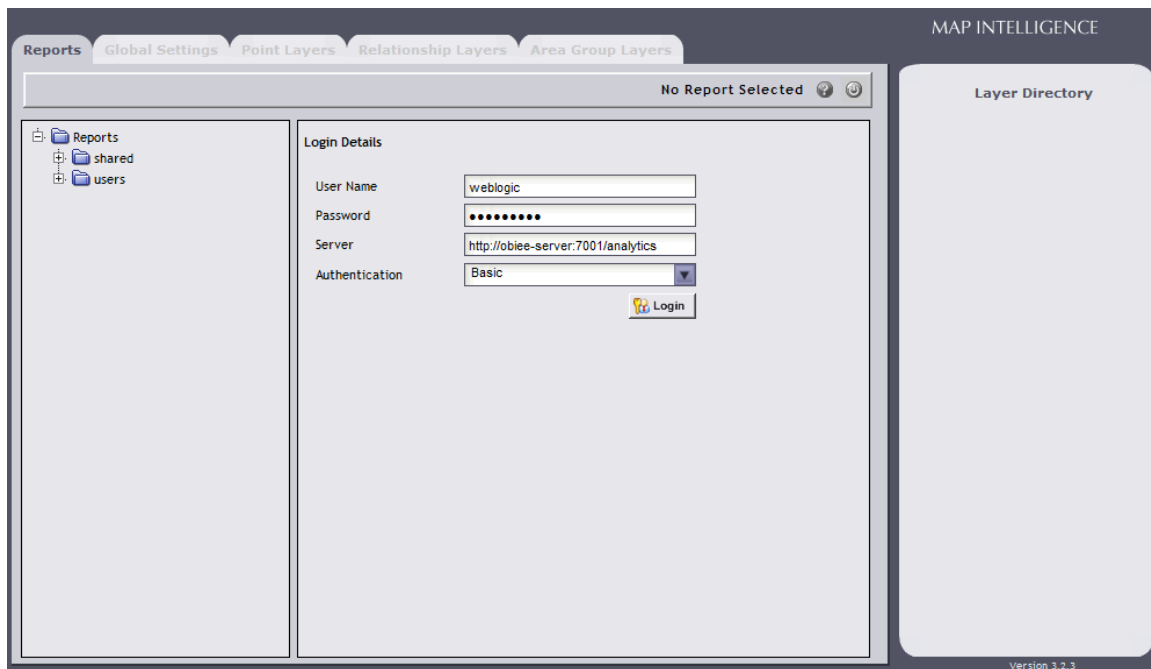 MAP INTELLIGENCE
Reports Global Settings Point Layers Relationship Layers Area Group Layers
No Report Selected
Layer Directory
Reports
shared
users
Login Details
User Name weblogic
Password •••••••••
Server http://obiee-server:7001/analytics
Authentication Basic
Login
Version 3.2.3